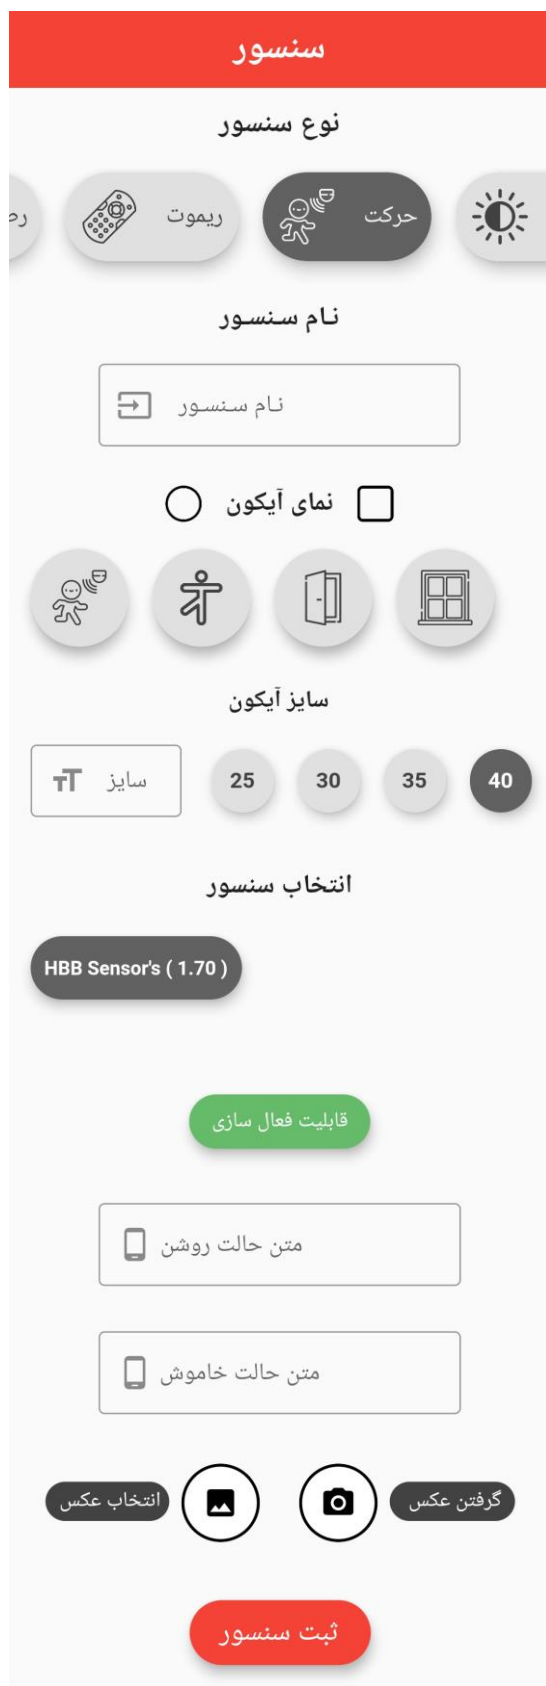 سنسور
نوع سنسور
حرکت
ریموت
نام سنسور
نام سنسور
نمای آیکون
سایز آیکون
40 35 30 25 سایز
انتخاب سنسور
HBB Sensor's ( 1.70 )
قابلیت فعال سازی
متن حالت روشن
متن حالت خاموش
گرفتن عکس
انتخاب عکس
ثبت سنسور